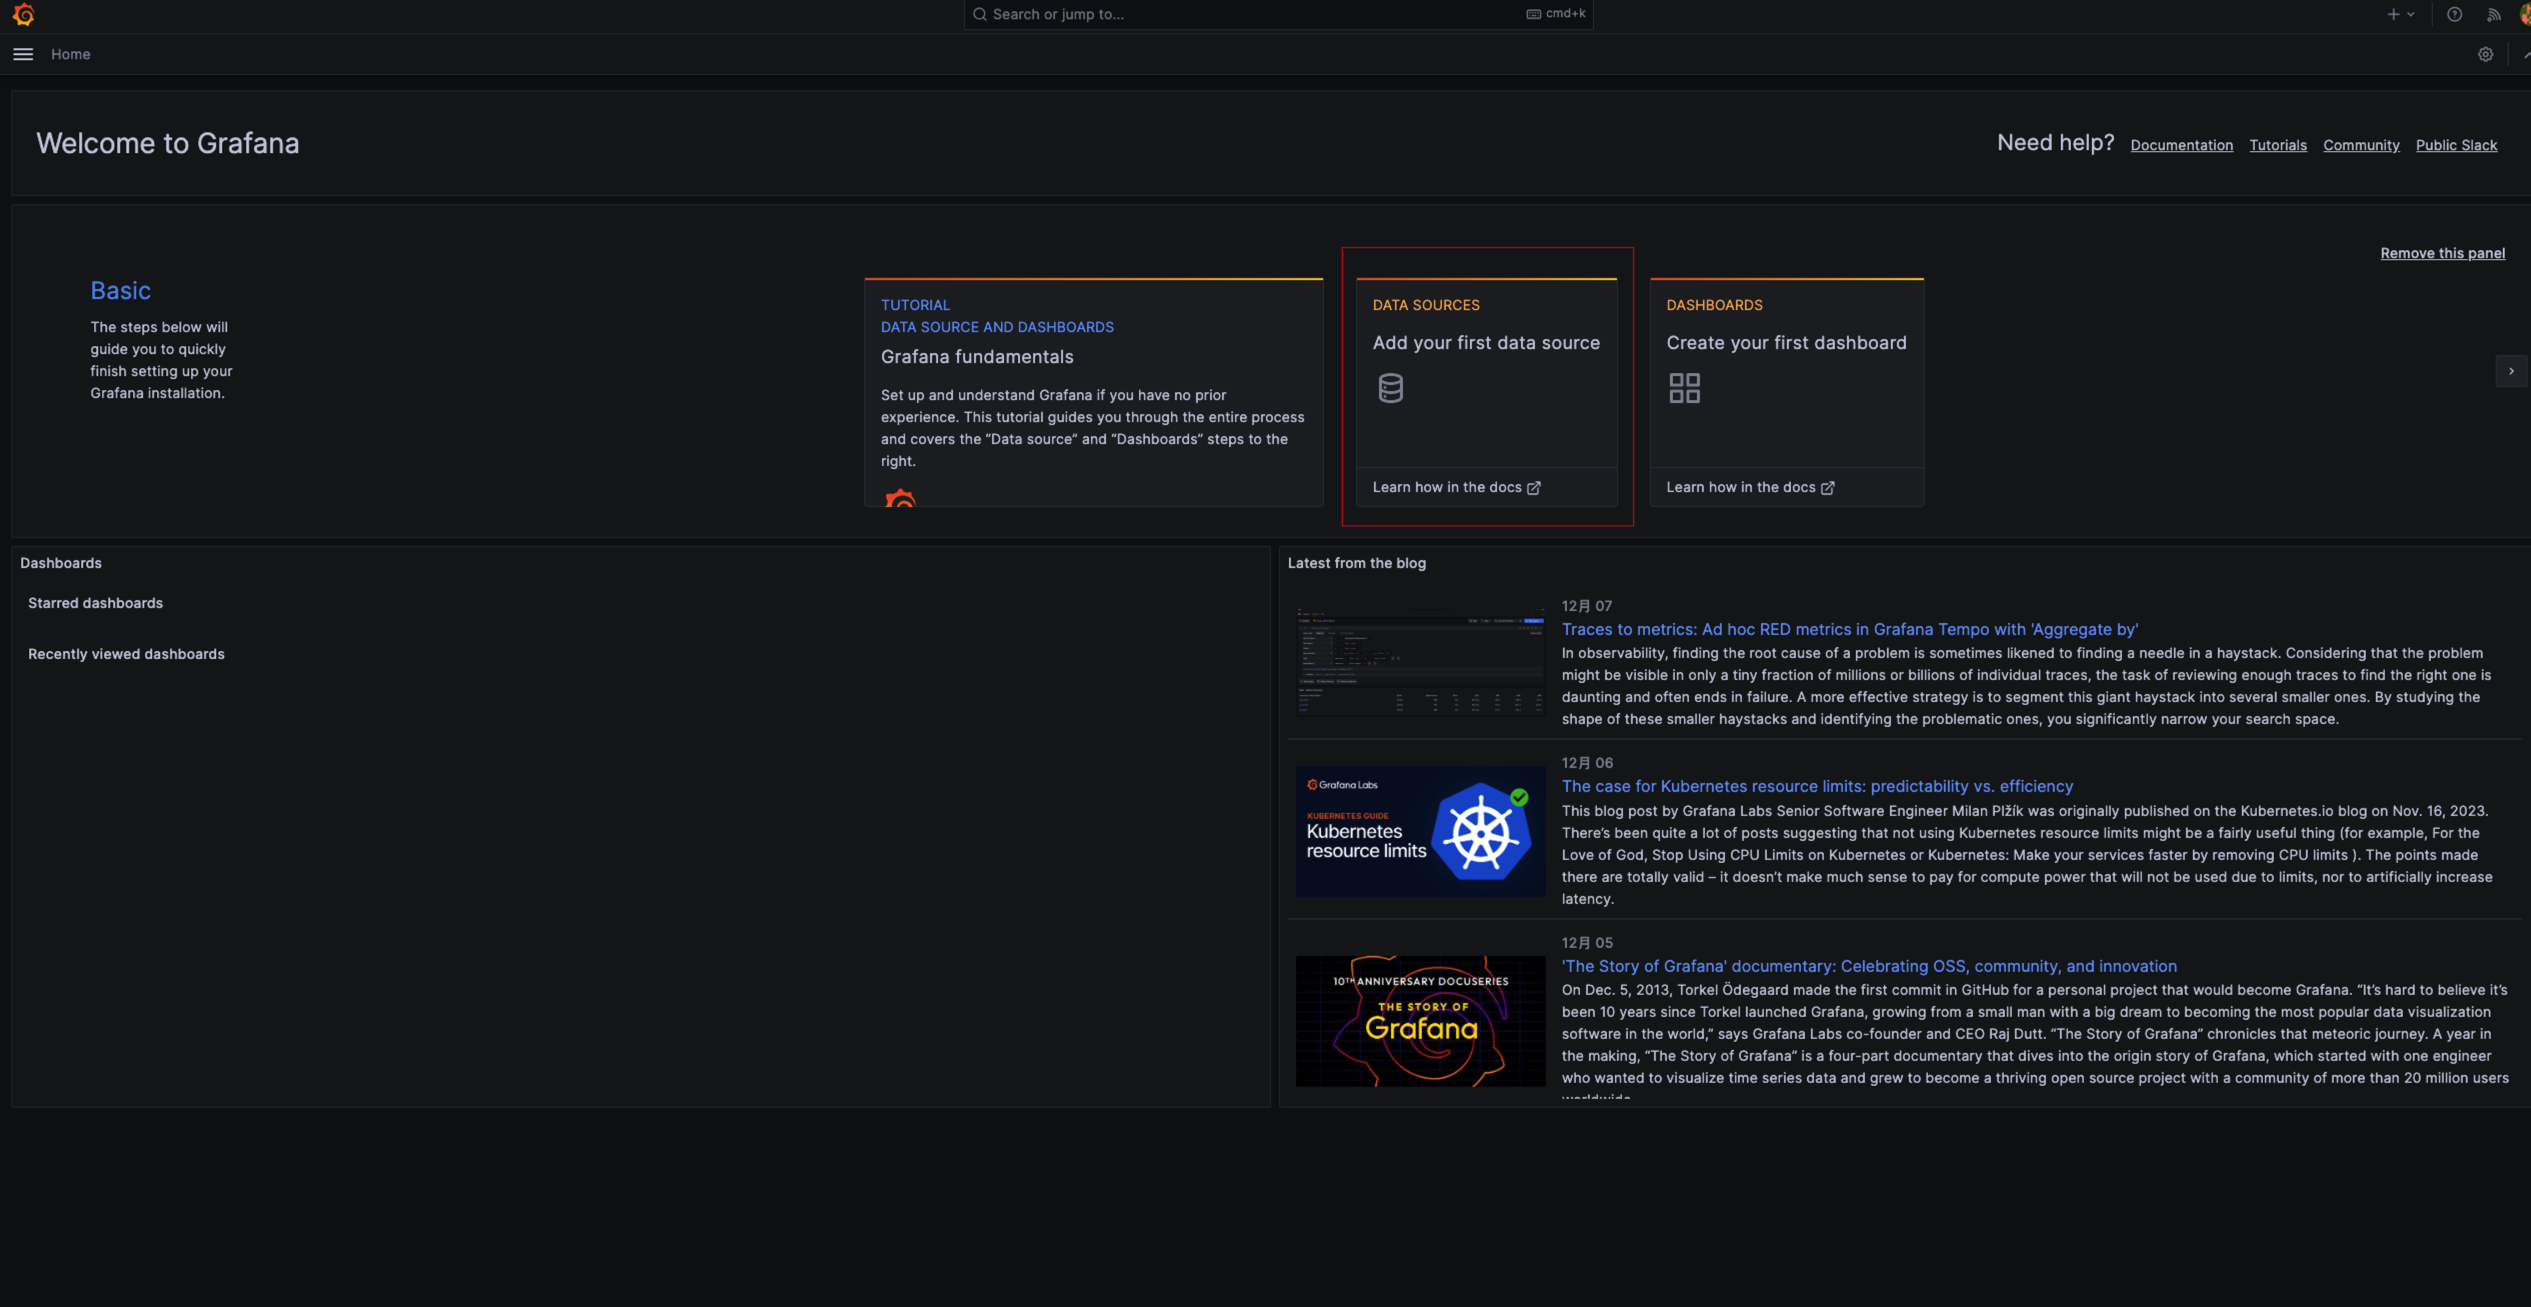 Search or jump to...
cmd+k
Home
Welcome to Grafana
Need help?
Documentation
Tutorials
Community
Public Slack
Remove this panel
Basic
The steps below will
guide you to quickly
finish setting up your
Grafana installation.
TUTORIAL
DATA SOURCE AND DASHBOARDS
Grafana fundamentals
Set up and understand Grafana if you have no prior
experience. This tutorial guides you through the entire process
and covers the “Data source” and “Dashboards” steps to the
right.
DATA SOURCES
Add your first data source
Learn how in the docs
DASHBOARDS
Create your first dashboard
Learn how in the docs
Dashboards
Starred dashboards
Recently viewed dashboards
Latest from the blog
12月 07
Traces to metrics: Ad hoc RED metrics in Grafana Tempo with 'Aggregate by'
In observability, finding the root cause of a problem is sometimes likened to finding a needle in a haystack. Considering that the problem
might be visible in only a tiny fraction of millions or billions of individual traces, the task of reviewing enough traces to find the right one is
daunting and often ends in failure. A more effective strategy is to segment this giant haystack into several smaller ones. By studying the
shape of these smaller haystacks and identifying the problematic ones, you significantly narrow your search space.
Grafana Labs
KUBERNETES GUIDE
Kubernetes
resource limits
12月 06
The case for Kubernetes resource limits: predictability vs. efficiency
This blog post by Grafana Labs Senior Software Engineer Milan Plžík was originally published on the Kubernetes.io blog on Nov. 16, 2023.
There’s been quite a lot of posts suggesting that not using Kubernetes resource limits might be a fairly useful thing (for example, For the
Love of God, Stop Using CPU Limits on Kubernetes or Kubernetes: Make your services faster by removing CPU limits ). The points made
there are totally valid – it doesn’t make much sense to pay for compute power that will not be used due to limits, nor to artificially increase
latency.
10TH ANNIVERSARY DOCUSERIES
THE STORY OF
Grafana
12月 05
'The Story of Grafana' documentary: Celebrating OSS, community, and innovation
On Dec. 5, 2013, Torkel Ödegaard made the first commit in GitHub for a personal project that would become Grafana. “It’s hard to believe it’s
been 10 years since Torkel launched Grafana, growing from a small man with a big dream to becoming the most popular data visualization
software in the world,” says Grafana Labs co-founder and CEO Raj Dutt. “The Story of Grafana” chronicles that meteoric journey. A year in
the making, “The Story of Grafana” is a four-part documentary that dives into the origin story of Grafana, which started with one engineer
who wanted to visualize time series data and grew to become a thriving open source project with a community of more than 20 million users